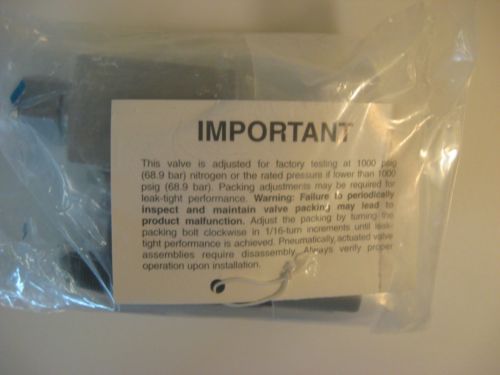 IMPORTANT
This valve is adjusted for factory testing at 1000 psig
(68.9 bar) nitrogen or the rated pressure if lower than 1000
psig (68.9 bar). Packing adjustments may be required for
leak-tight performance. Warning: Failure to periodically
inspect and maintain valve packing may lead to
product malfunction. Adjust the packing by turning the
packing bolt clockwise in 1/16-turn increments until leak-
tight performance is achieved. Pneumatically actuated valve
assemblies require disassembly. Always verify proper
operation upon installation.